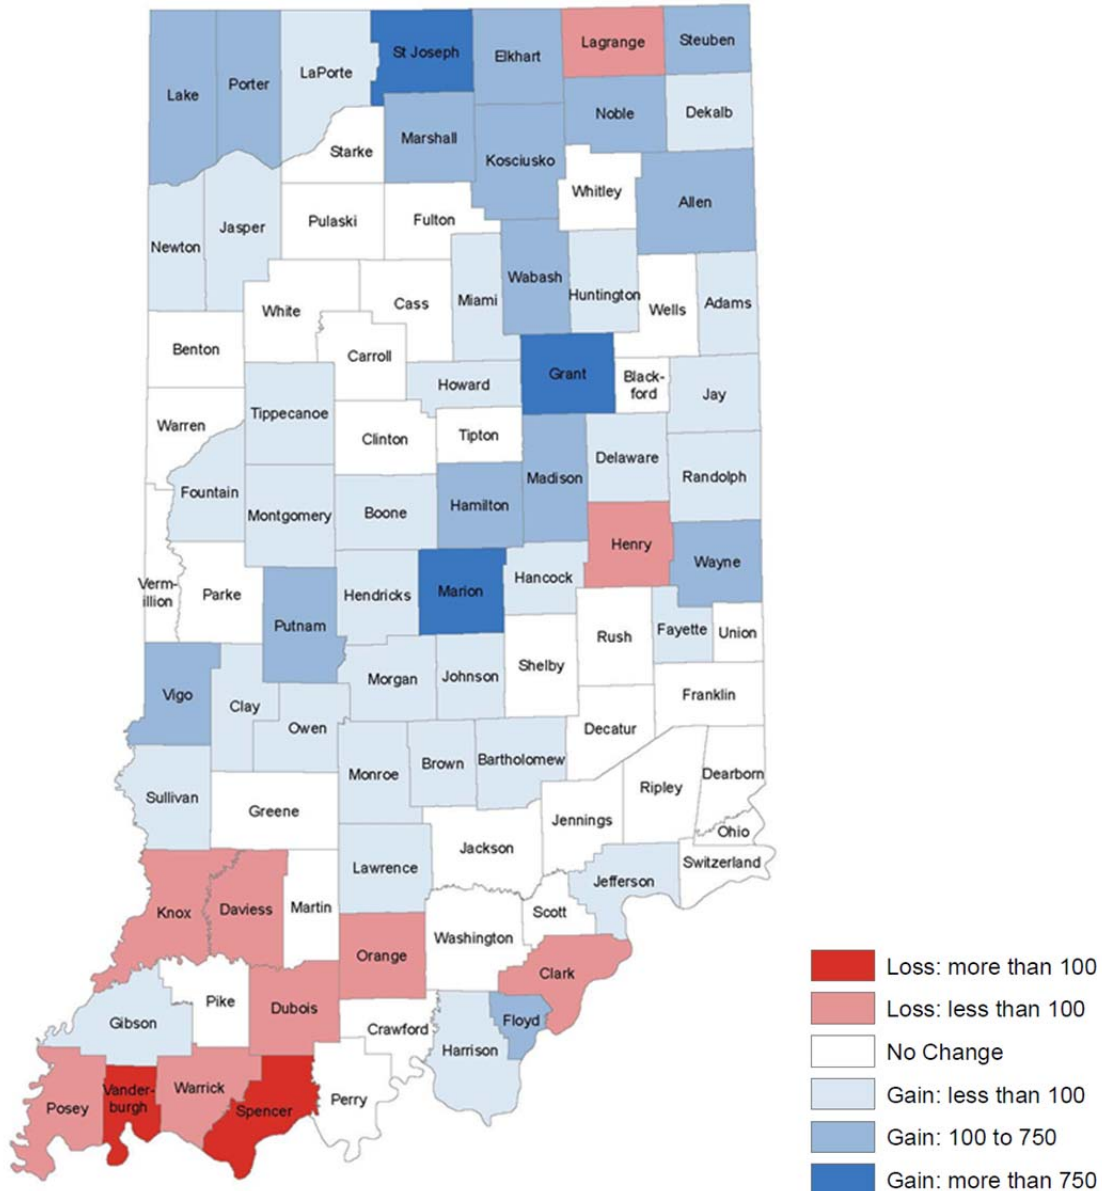 St Joseph
Lagrange
Steuben
Elkhart
LaPorte
Porter
Lake
Noble
Dekalb
Marshall
Starke
Kosciusko
Whitley
Allen
Pulaski
Fulton
Jasper
Newton
Wabash
Huntington
Miami
Cass
White
Wells
Adams
Benton
Carroll
Grant
Black-
ford
Howard
Jay
Tippecanoe
Warren
Clinton
Tipton
Delaware
Madison
Randolph
Fountain
Hamilton
Boone
Montgomery
Henry
Wayne
Hancock
Marion
Hendricks
Parke
Verm-
illion
Putnam
Rush
Fayette
Union
Shelby
Morgan
Johnson
Vigo
Clay
Franklin
Owen
Decatur
Brown
Bartholomew
Monroe
Dearborn
Ripley
Sullivan
Greene
Jennings
Ohio
Jackson
Switzerland
Lawrence
Jefferson
Knox
Daviess
Martin
Scott
Washington
Orange
Clark
Pike
Dubois
Floyd
Gibson
Crawford
Harrison
Posey
Vander-
burgh
Warrick
Spencer
Perry
Loss: more than 100
Loss: less than 100
No Change
Gain: less than 100
Gain: 100 to 750
Gain: more than 750